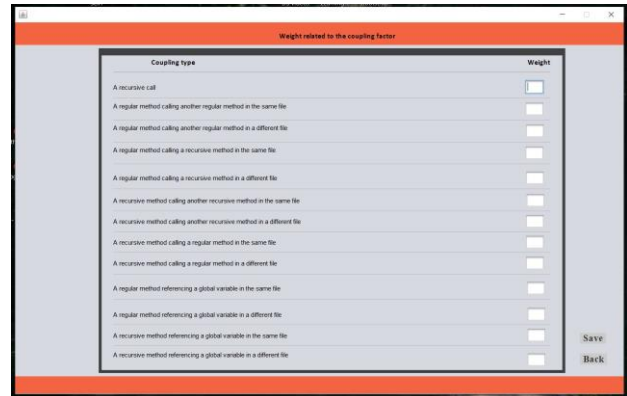 Weight related to the coupling factor
Coupling type Weight
A recursive call
A regular method calling another regular method in the same file
A regular method calling another regular method in a different file
A regular method calling a recursive method in the same file
A regular method calling a recursive method in a different file
A recursive method calling another recursive method in the same file
A recursive method calling another recursive method in a different file
A recursive method calling a regular method in the same file
A recursive method calling a regular method in a different file
A regular method referencing a global variable in the same file
A regular method referencing a global variable in a different file
A recursive method referencing a global variable in the same file
Save
A recursive method referencing a global variable in a different file
Back